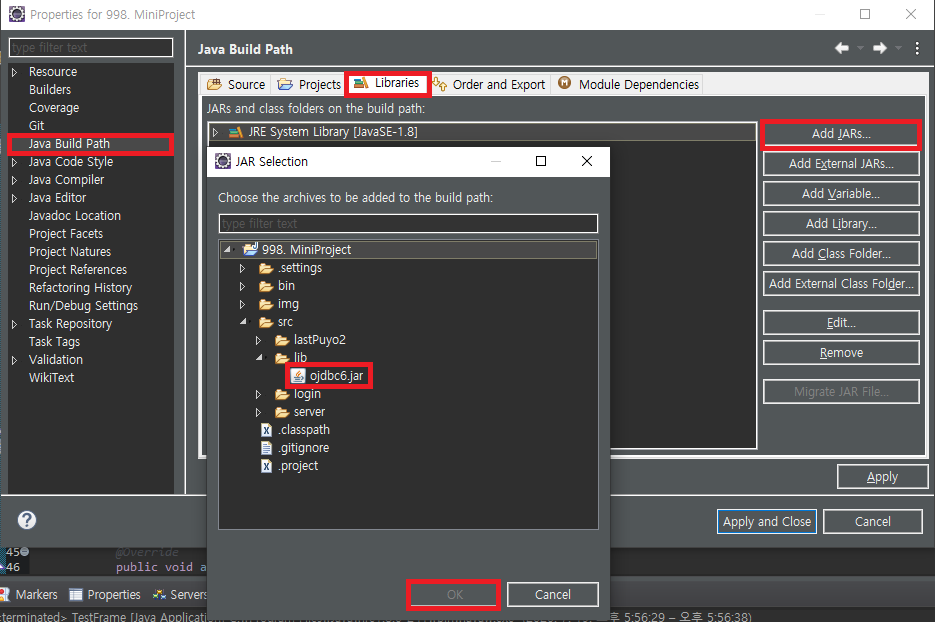 Properties for 998. MiniProject
type filter text
Resource
Builders
Coverage
Git
Java Build Path
Java Code Style
Java Compiler
Java Editor
Javadoc Location
Project Facets
Project Natures
Project References
Refactoring History
Run/Debug Settings
Task Repository
Task Tags
Validation
WikiText
Java Build Path
Source
Projects
Libraries
Order and Export
Module Dependencies
JARs and class folders on the build path:
JRE System Library [JavaSE-1.8]
Add JARs...
Add External JARs...
Add Variable...
Add Library...
Add Class Folder...
Add External Class Folder...
Edit...
Remove
Migrate JAR File...
Apply
Apply and Close
Cancel
JAR Selection
Choose the archives to be added to the build path:
type filter text
998. MiniProject
.settings
bin
img
src
lastPuyo2
lib
ojdbc6.jar
login
server
.classpath
.gitignore
.project
OK
Cancel
45
@Override
46
public void a
Markers
Properties
Servers
terminated> TestFrame [Java Application]
5:56:29 – 오후 5:56:38)